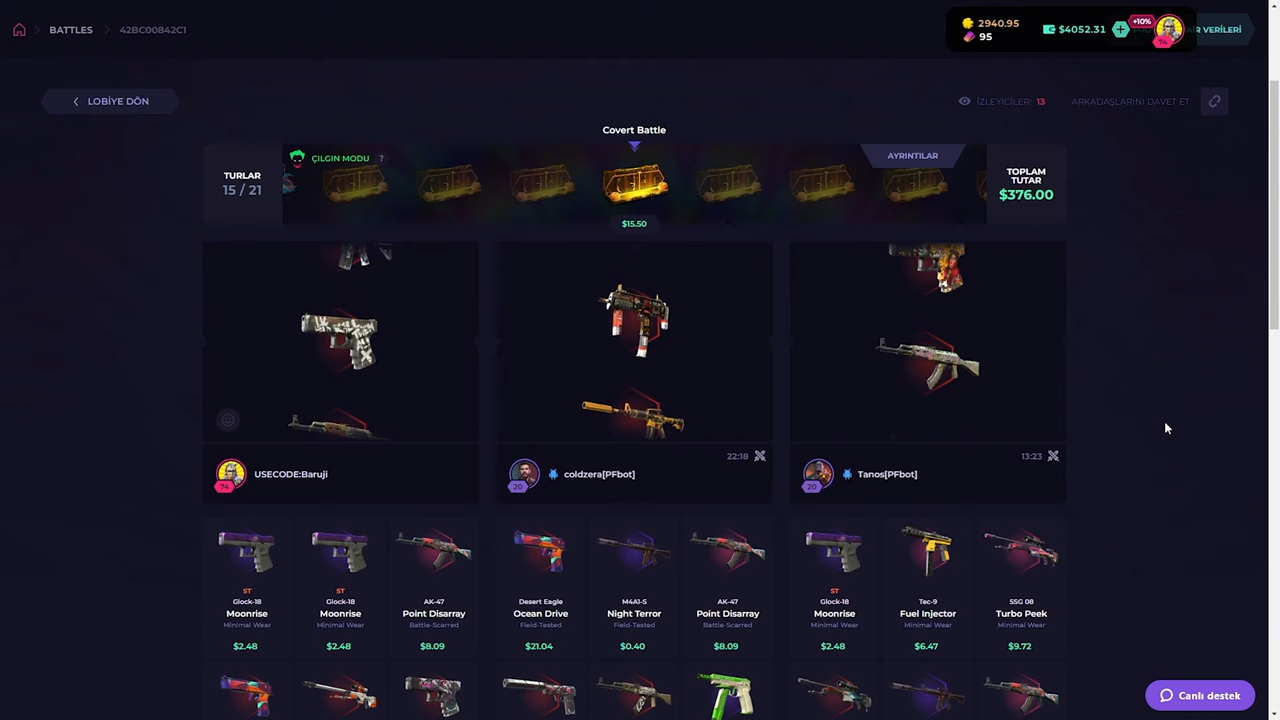 BATTLES
42BC00842C1
2940.95
95
$4052.31
+10%
74
AİR VERİLERİ
LOBİYE DÖN
İZLEYİCİLER: 13
ARKADAŞLARINI DAVET ET
Covert Battle
ÇILGIN MODU ?
AYRINTILAR
TURLAR
15 / 21
TOPLAM
TUTAR
$376.00
$15.50
74
USECODE:Baruji
20
coldzera[PFbot]
22:18
20
Tanos[PFbot]
13:23
ST
Glock-18
Moonrise
Minimal Wear
$2.48
ST
Glock-18
Moonrise
Minimal Wear
$2.48
AK-47
Point Disarray
Battle-Scarred
$8.09
Desert Eagle
Ocean Drive
Field-Tested
$21.04
M4A1-S
Night Terror
Field-Tested
$0.40
AK-47
Point Disarray
Battle-Scarred
$8.09
ST
Glock-18
Moonrise
Minimal Wear
$2.48
Tec-9
Fuel Injector
Minimal Wear
$6.47
SSG 08
Turbo Peek
Minimal Wear
$9.72
Canlı destek